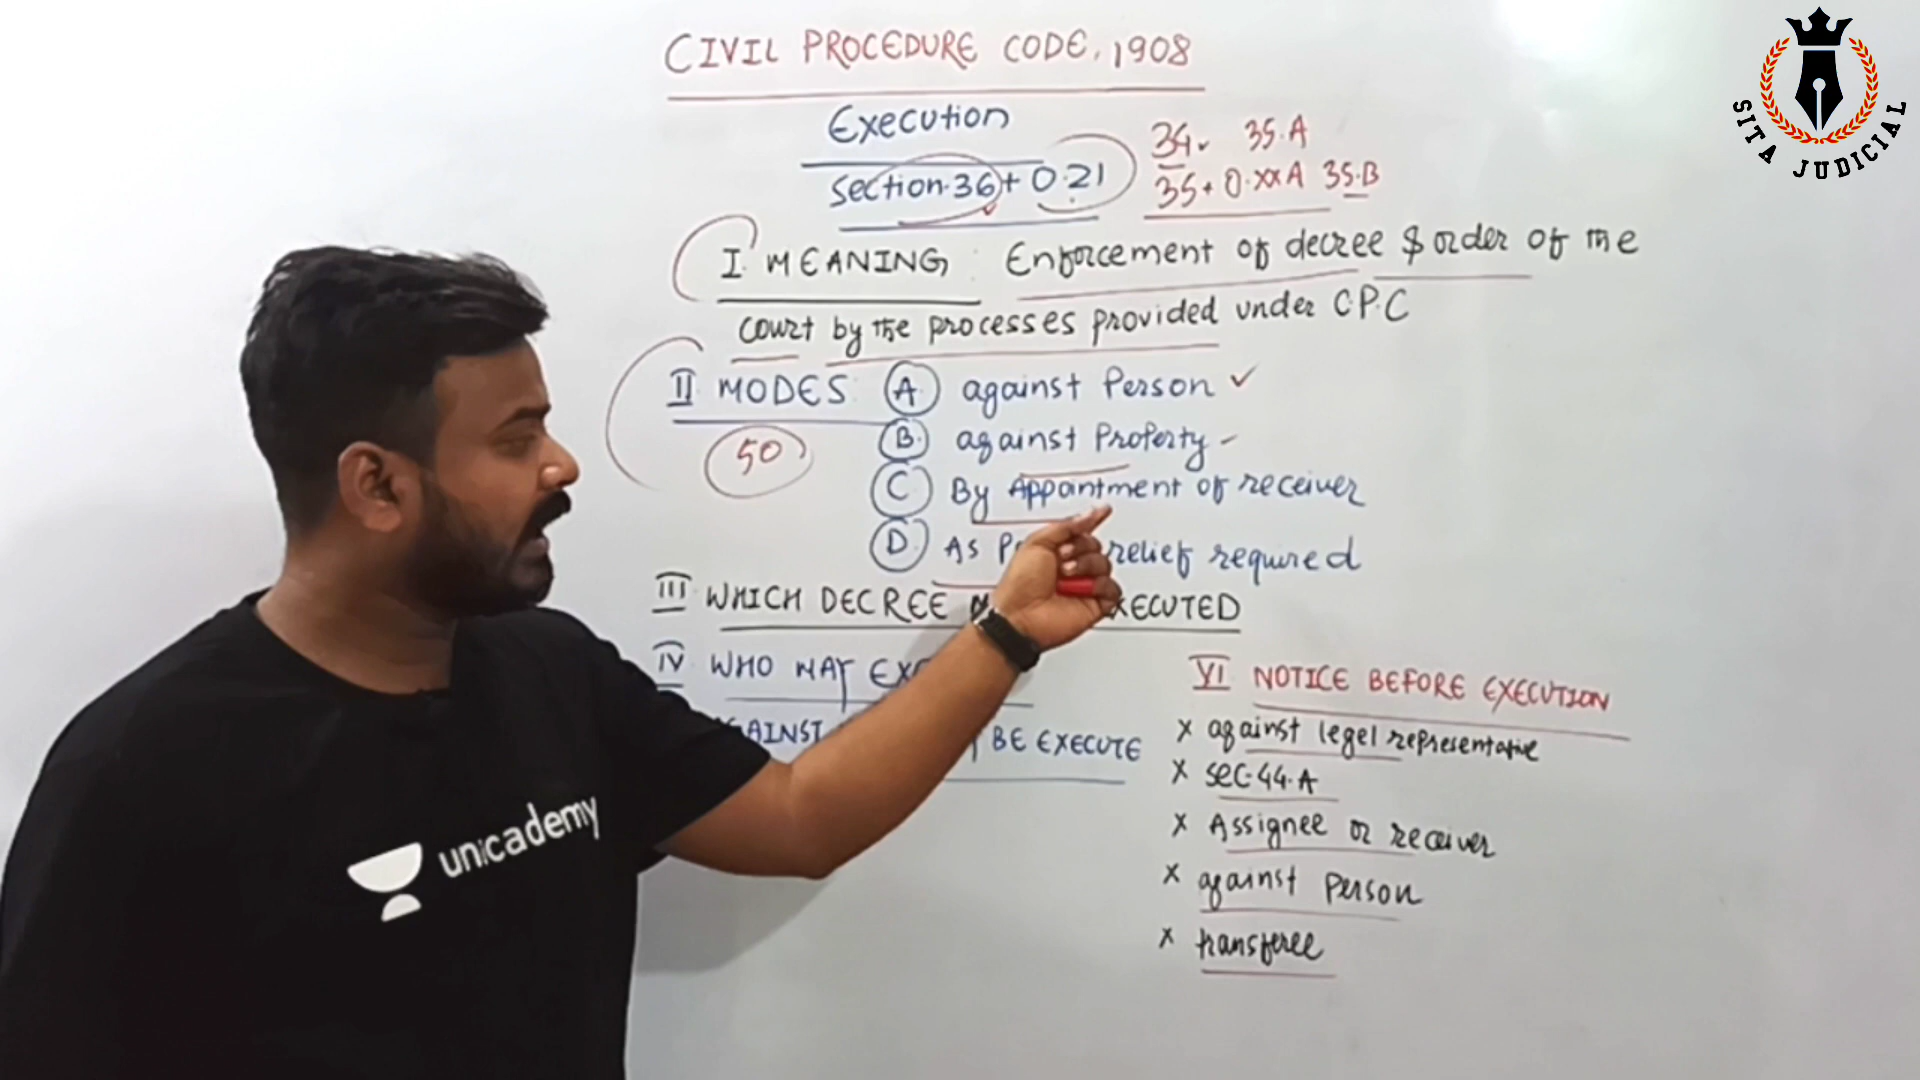 CIVIL PROCEDURE CODE, 1908
Execution
34. 35.A
Section.36 + O.21
35+ O.XXA 35.B
I. MEANING : Enforcement of decree & order of the
court by the processes provided under C.P.C
II MODES: A. against Person
50
B. against Property
C By Appointment of receiver
D. As relief required
III WHICH DECREE EXECUTED
IV WHO MAY
AINST BE EXECUTE
VI NOTICE BEFORE EXECUTION
x against legel representative
x sec.44.A
x Assignee or receiver
x against Person
x transferee
unacademy
SITA JUDICIAL